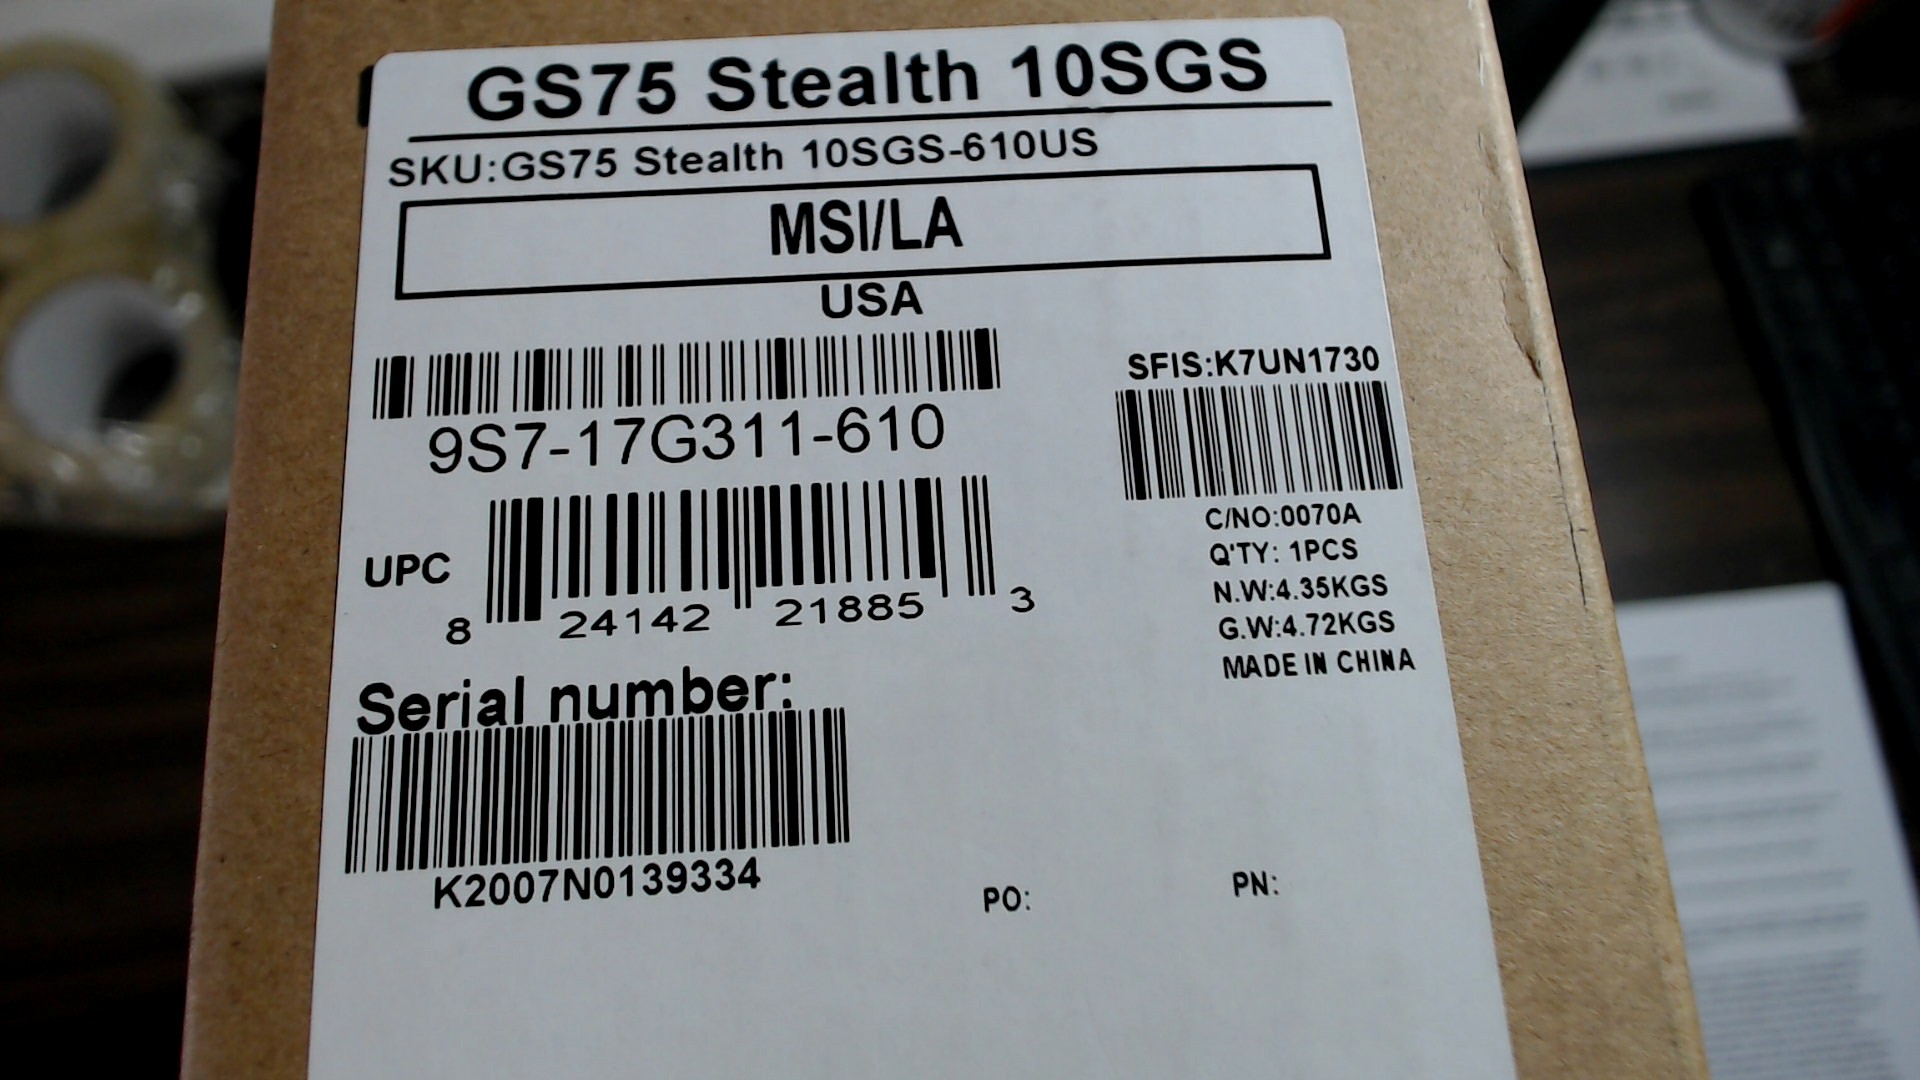 GS75 Stealth 10SGS
SKU:GS75 Stealth 10SGS-610US
MSI/LA
USA
9S7-17G311-610
UPC
8 24142 21885 3
Serial number:
K2007N0139334
SFIS:K7UN1730
C/NO:0070A
Q'TY: 1PCS
N.W:4.35KGS
G.W:4.72KGS
MADE IN CHINA
PO:
PN: